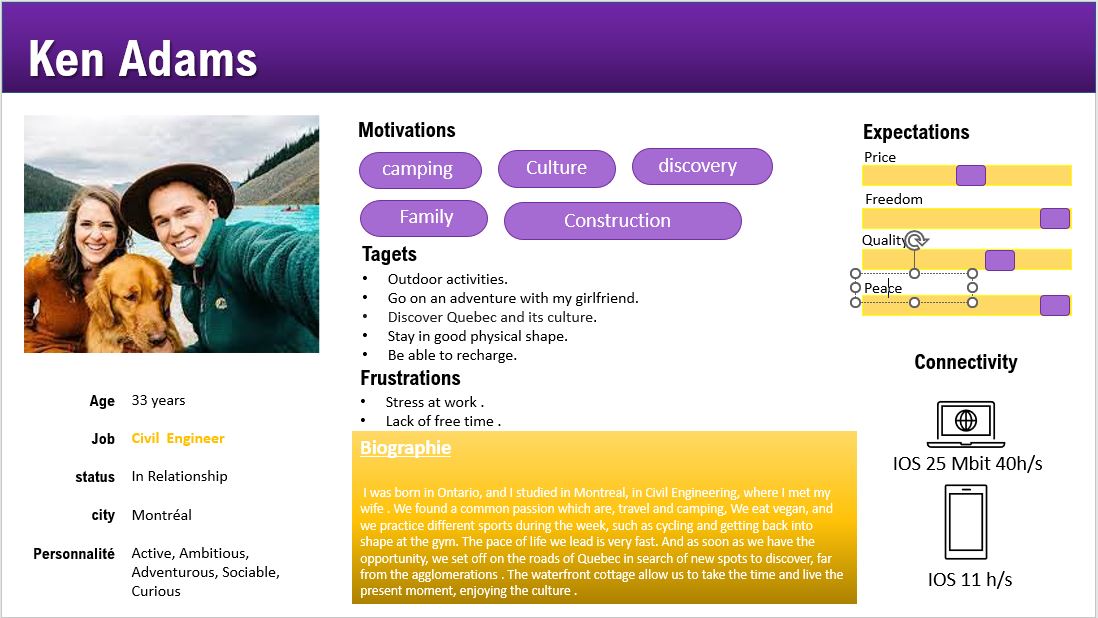 Ken Adams
Motivations
camping
Culture
discovery
Family
Construction
Tagets
• Outdoor activities.
• Go on an adventure with my girlfriend.
• Discover Quebec and its culture.
• Stay in good physical shape.
• Be able to recharge.
Frustrations
• Stress at work .
• Lack of free time .
Biographie
I was born in Ontario, and I studied in Montreal, in Civil Engineering, where I met my
wife . We found a common passion which are, travel and camping, We eat vegan, and
we practice different sports during the week, such as cycling and getting back into
shape at the gym. The pace of life we lead is very fast. And as soon as we have the
opportunity, we set off on the roads of Quebec in search of new spots to discover, far
from the agglomerations . The waterfront cottage allow us to take the time and live the
present moment, enjoying the culture .
Age 33 years
Job Civil Engineer
status In Relationship
city Montréal
Personnalité Active, Ambitious,
Adventurous, Sociable,
Curious
Expectations
Price
Freedom
Quality
Peace
Connectivity
IOS 25 Mbit 40h/s
IOS 11 h/s